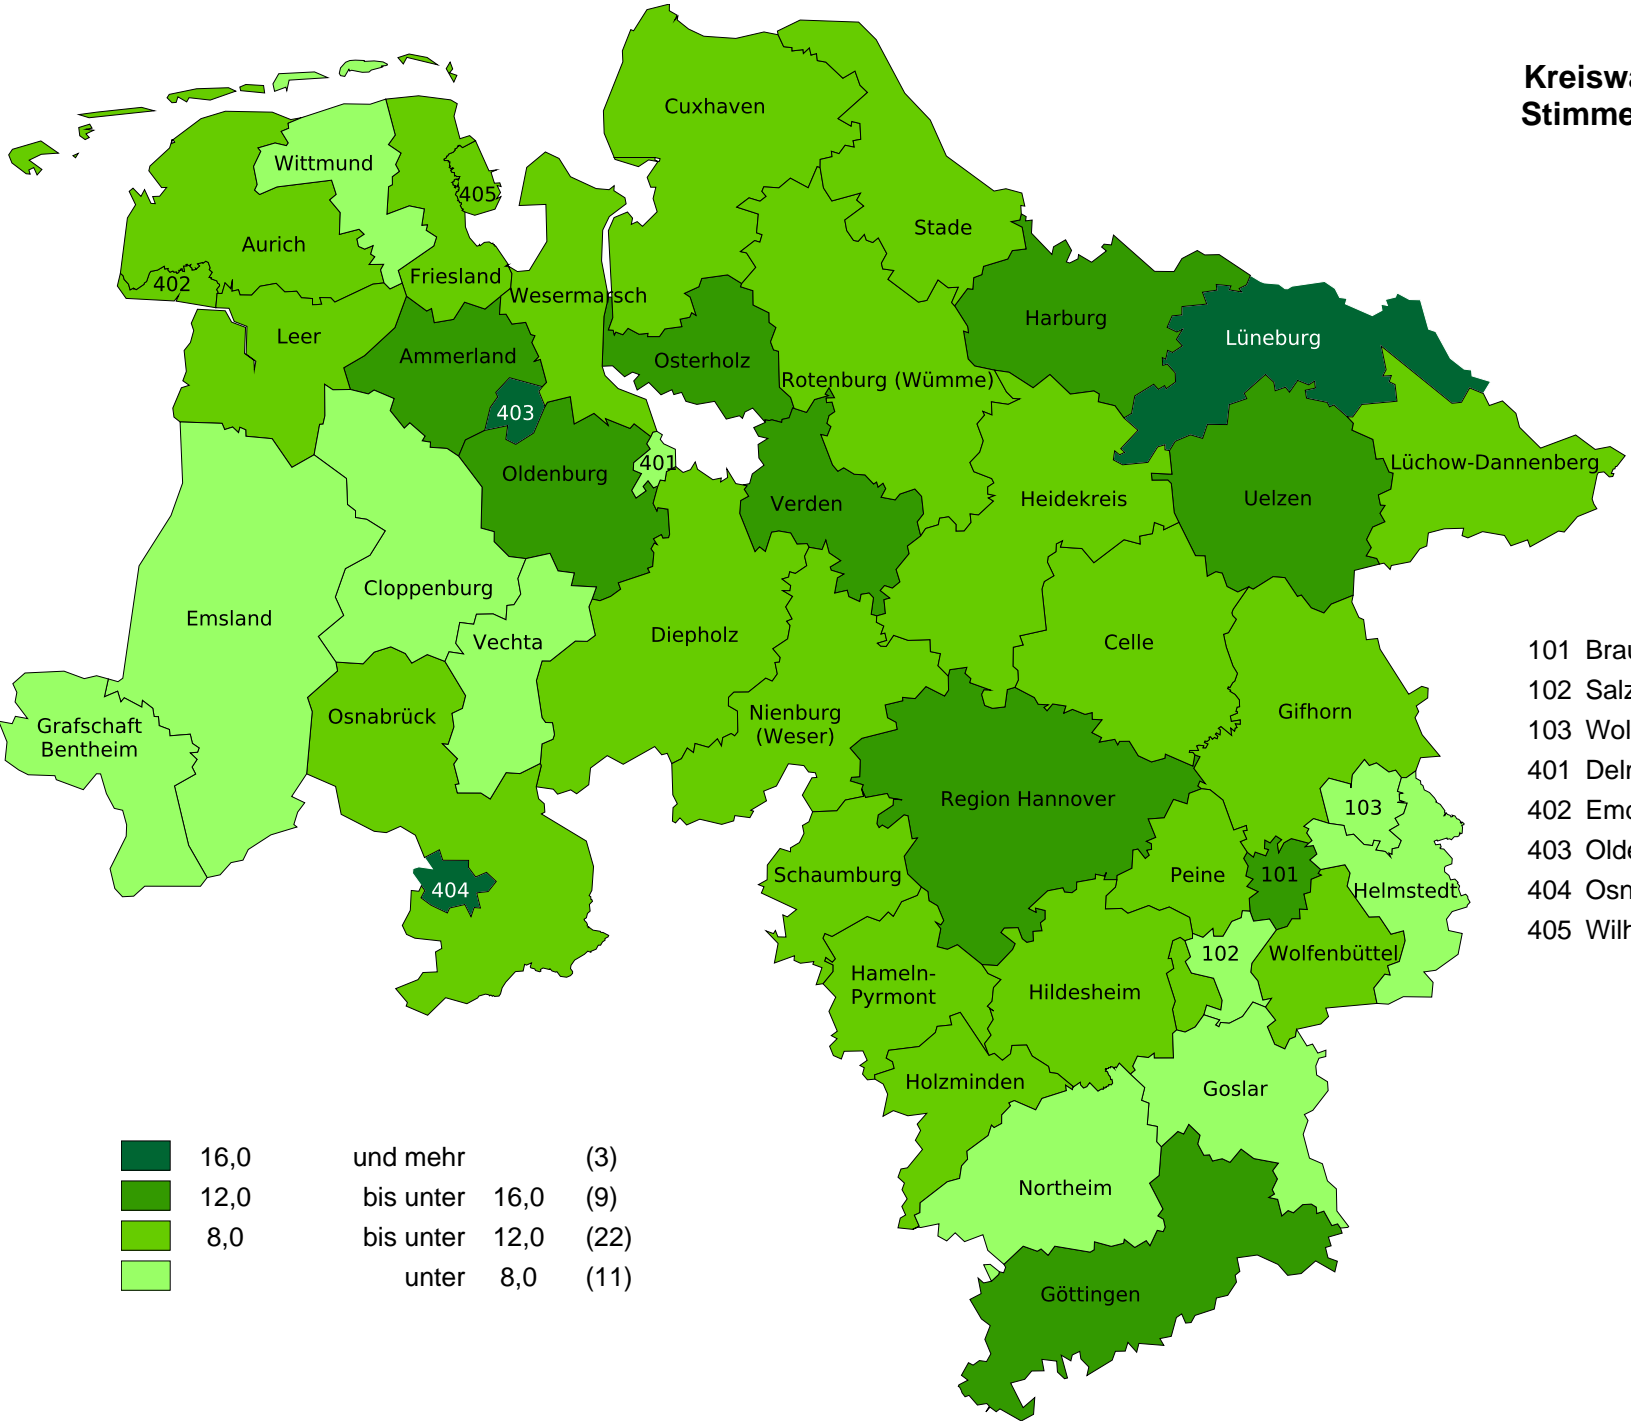 Kreiswa
Stimme
Cuxhaven
Wittmund
405
Stade
Aurich
Friesland
402
Wesermarsch
Harburg
Leer
Lüneburg
Ammerland
Osterholz
Rotenburg (Wümme)
403
401
Lüchow-Dannenberg
Oldenburg
Verden
Heidekreis
Uelzen
Cloppenburg
Emsland
Vechta
Diepholz
Celle
Osnabrück
Nienburg
(Weser)
Gifhorn
Grafschaft
Bentheim
Region Hannover
103
Schaumburg
Peine
101
Helmstedt
404
102
Wolfenbüttel
Hameln-
Pyrmont
Hildesheim
Holzminden
Goslar
Northeim
Göttingen
101 Brau
102 Salz
103 Wol
401 Deln
402 Emd
403 Olde
404 Osn
405 Wilh
16,0 und mehr (3)
12,0 bis unter 16,0 (9)
8,0 bis unter 12,0 (22)
unter 8,0 (11)